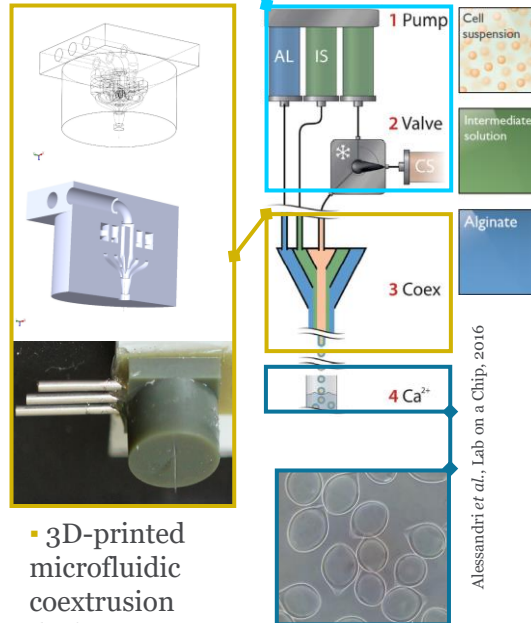 1 Pump
AL
IS
2 Valve
CS
Cell
suspension
Intermediate
solution
Alginate
3 Coex
4 Ca²⁺
Alessandri et al., Lab on a Chip, 2016
▪ 3D-printed
microfluidic
coextrusion